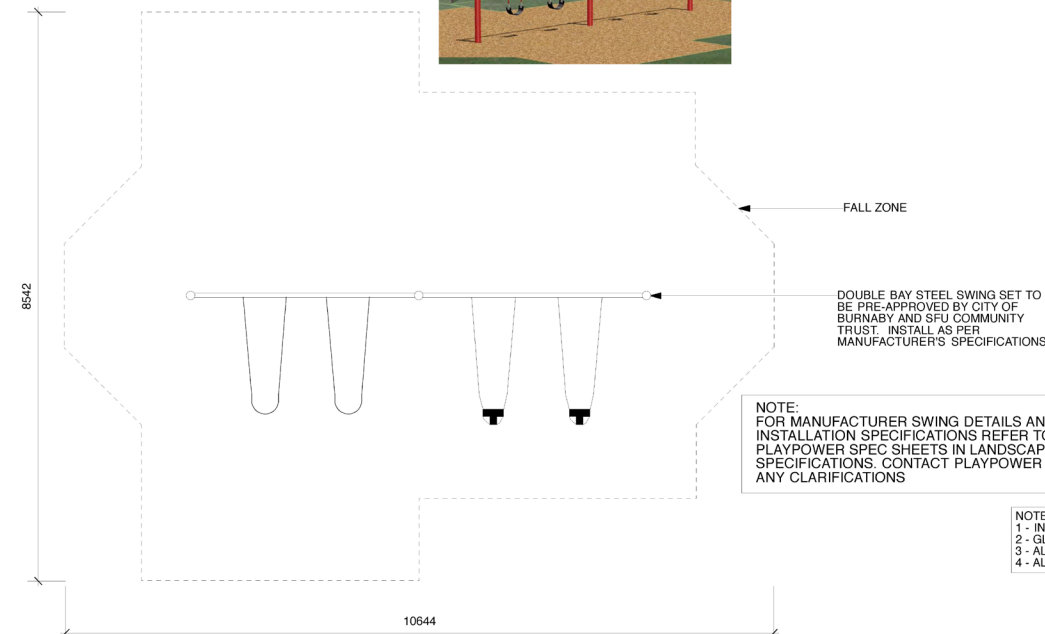 FALL ZONE
8542
DOUBLE BAY STEEL SWING SET TO
BE PRE-APPROVED BY CITY OF
BURNABY AND SFU COMMUNITY
TRUST. INSTALL AS PER
MANUFACTURER'S SPECIFICATIONS
NOTE:
FOR MANUFACTURER SWING DETAILS AN
INSTALLATION SPECIFICATIONS REFER TO
PLAYPOWER SPEC SHEETS IN LANDSCAP
SPECIFICATIONS. CONTACT PLAYPOWER
ANY CLARIFICATIONS
NOTE
1 - IN
2 - GL
3 - AL
4 - AL
10644